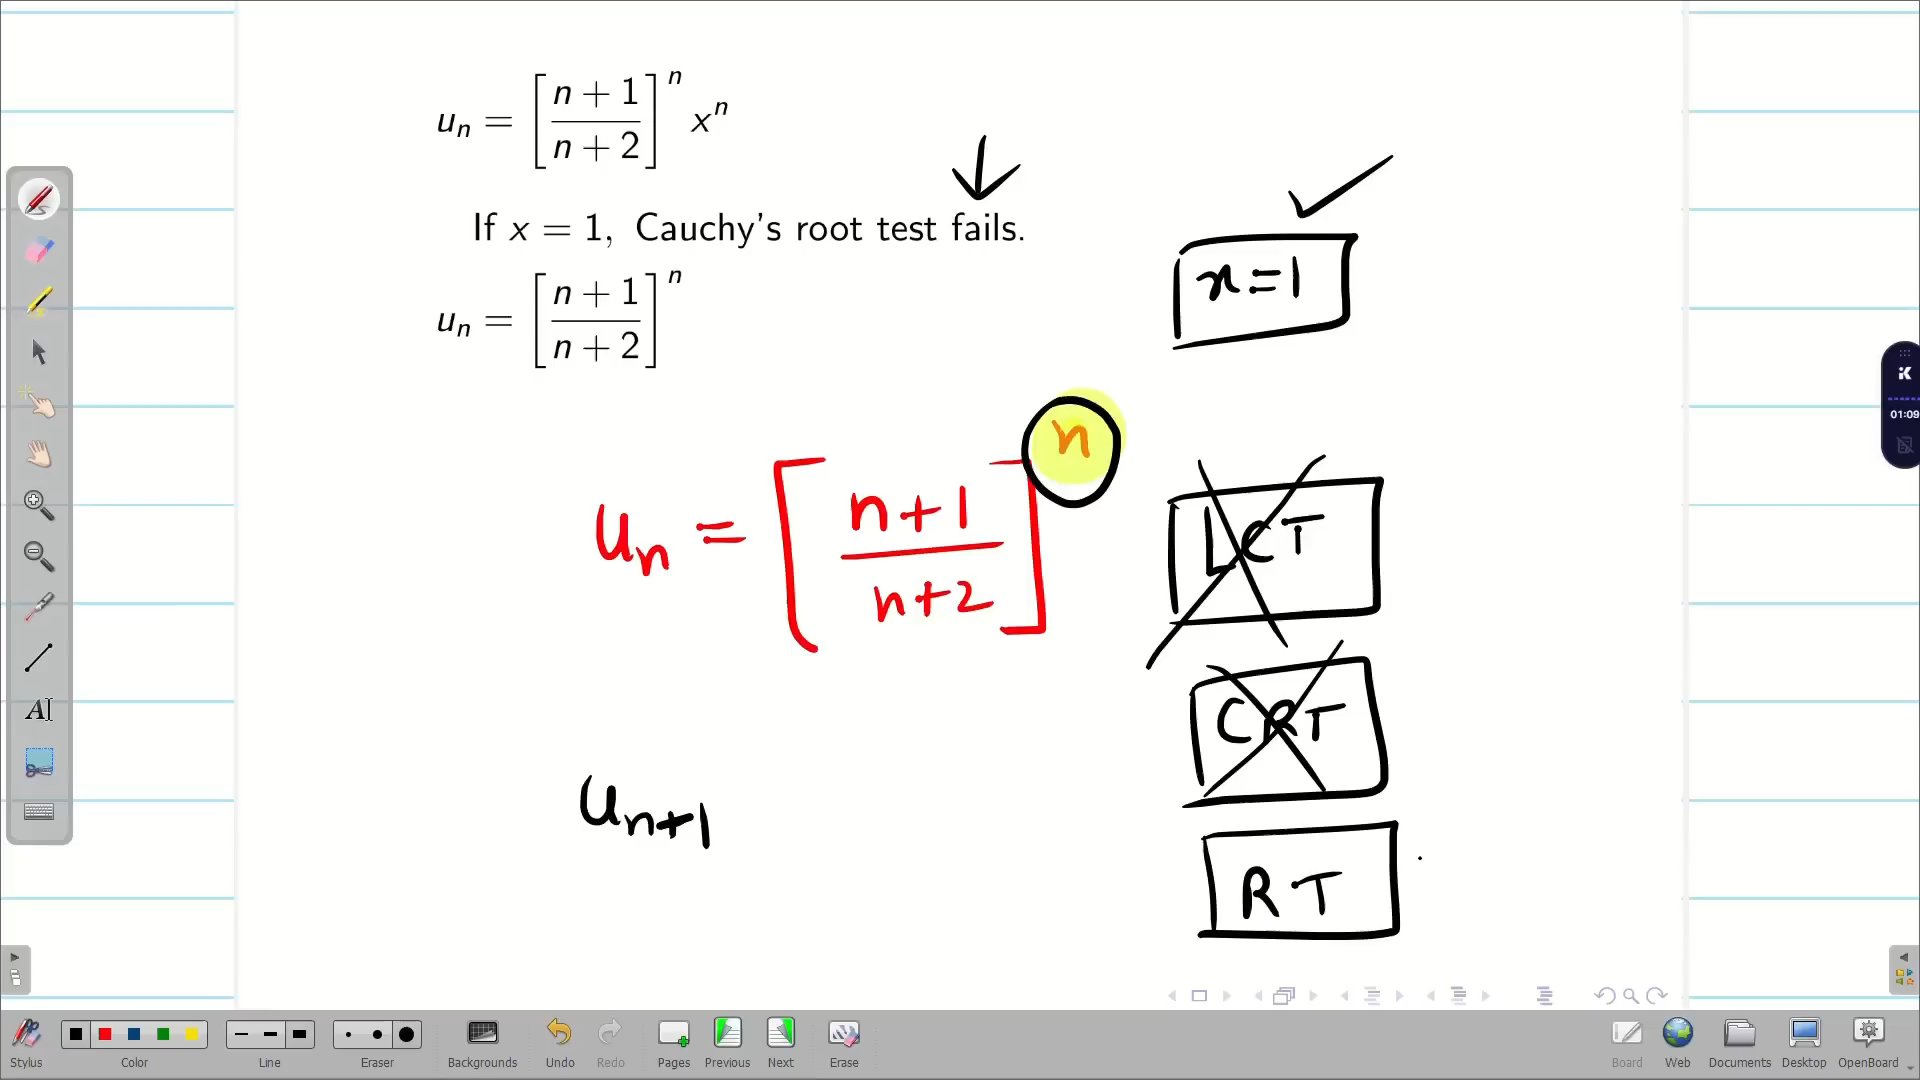 u_n = [ (n + 1) / (n + 2) ]^n x^n
If x = 1, Cauchy's root test fails.
x = 1
u_n = [ (n + 1) / (n + 2) ]^n
u_n = [ (n+1) / (n+2) ]^n
LCT
CRT
u_{n+1}
RT
01:09
Stylus
Color
Line
Eraser
Backgrounds
Undo
Redo
Pages
Previous
Next
Erase
Board
Web
Documents
Desktop
OpenBoard